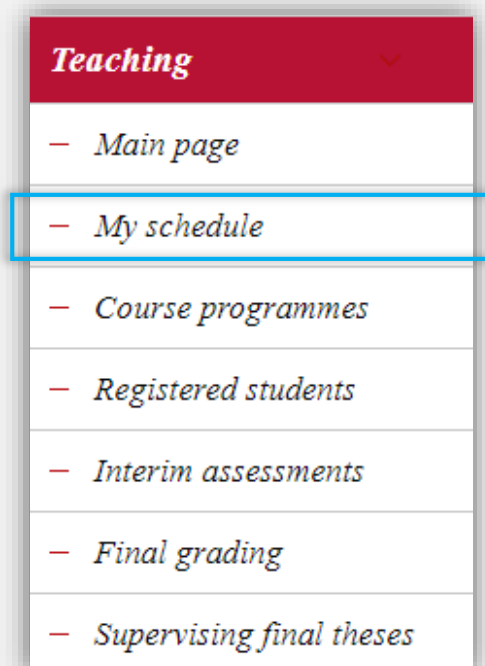 Teaching
– Main page
– My schedule
– Course programmes
– Registered students
– Interim assessments
– Final grading
– Supervising final theses